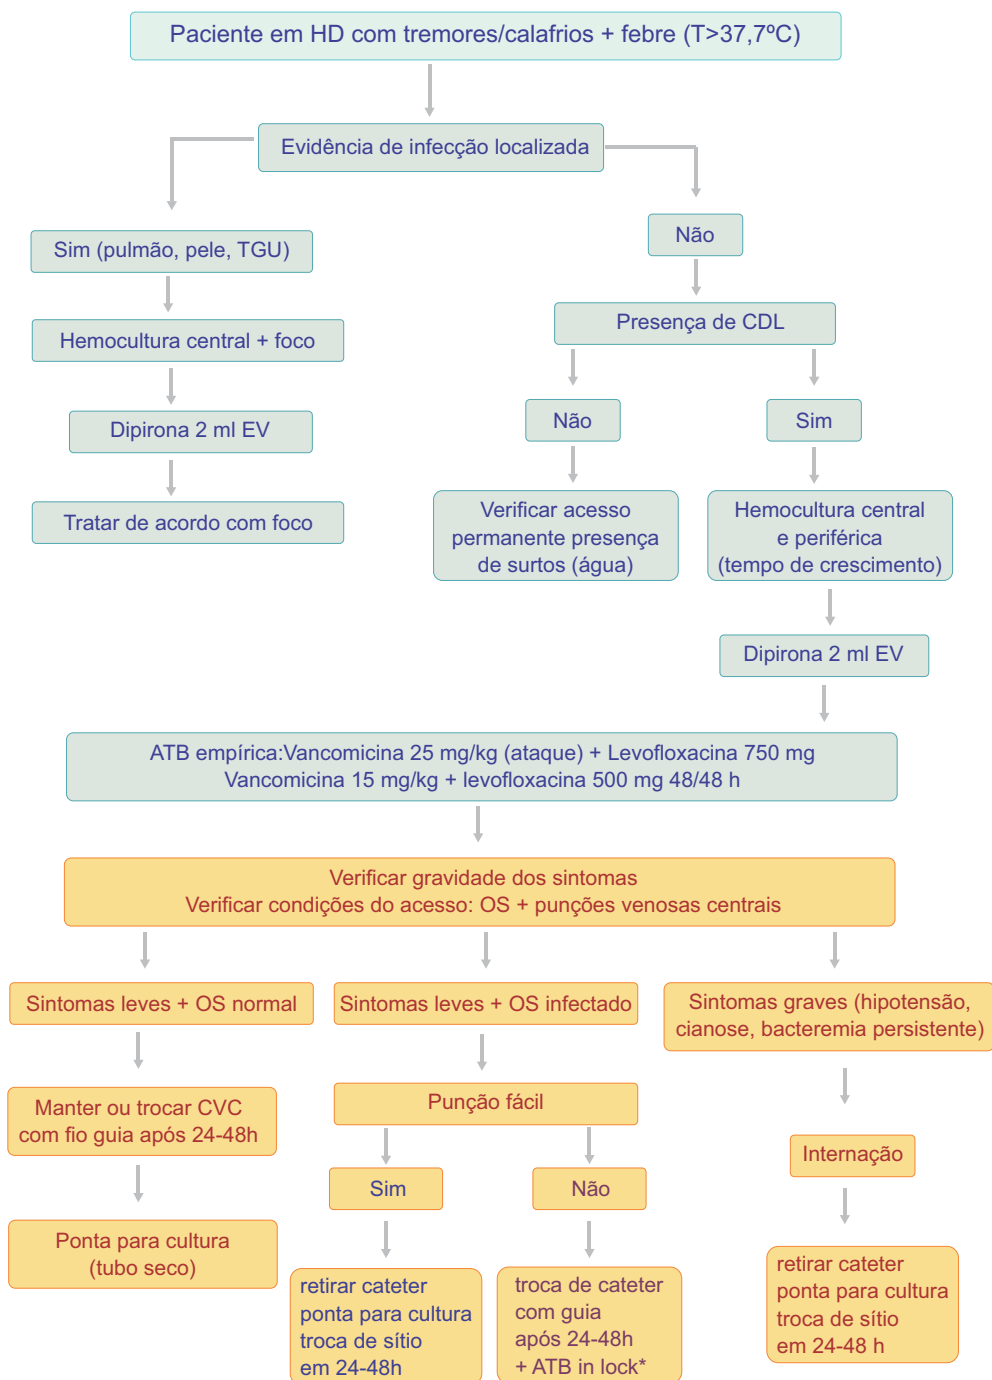 Paciente em HD com tremores/calafrios + febre (T>37,7ºC)
Evidência de infecção localizada
Sim (pulmão, pele, TGU)
Não
Hemocultura central + foco
Presença de CDL
Dipirona 2 ml EV
Não
Sim
Tratar de acordo com foco
Verificar acesso
permanente presença
de surtos (água)
Hemocultura central
e periférica
(tempo de crescimento)
Dipirona 2 ml EV
ATB empírica:Vancomicina 25 mg/kg (ataque) + Levofloxacina 750 mg
Vancomicina 15 mg/kg + levofloxacina 500 mg 48/48 h
Verificar gravidade dos sintomas
Verificar condições do acesso: OS + punções venosas centrais
Sintomas leves + OS normal
Sintomas leves + OS infectado
Sintomas graves (hipotensão,
cianose, bacteremia persistente)
Manter ou trocar CVC
com fio guia após 24-48h
Punção fácil
Internação
Sim
Não
Ponta para cultura
(tubo seco)
retirar cateter
ponta para cultura
troca de sítio
em 24-48h
troca de cateter
com guia
após 24-48h
+ ATB in lock*
retirar cateter
ponta para cultura
troca de sítio
em 24-48 h